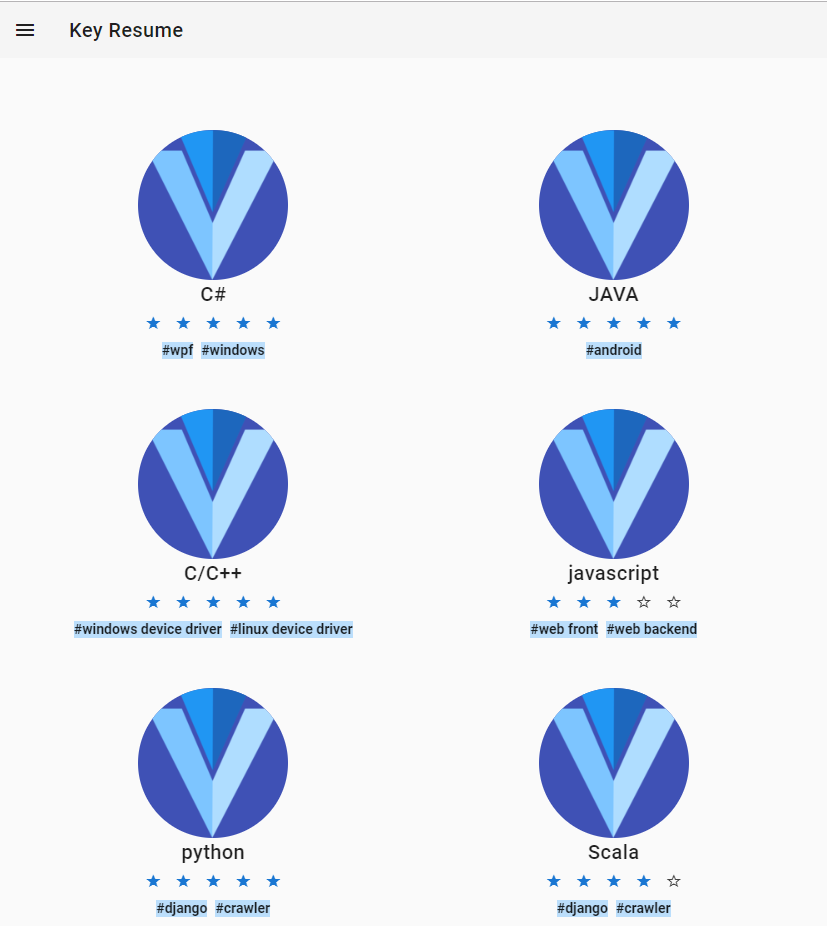 Key Resume
C#
JAVA
#wpf #windows
#android
C/C++
javascript
#windows device driver #linux device driver
#web front #web backend
python
Scala
#django #crawler
#django #crawler